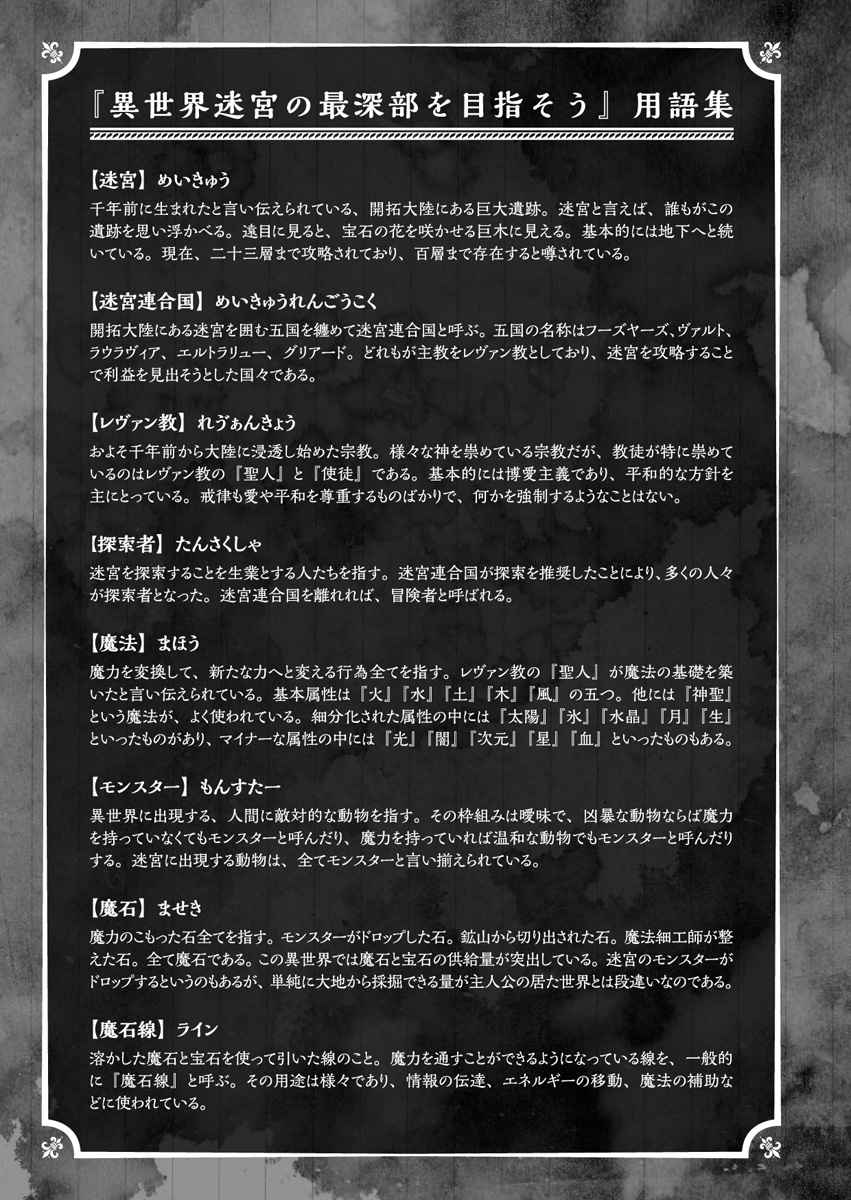 『異世界迷宮の最深部を目指そう』用語集
【迷宮】めいきゅう
千年前に生まれたと言い伝えられている、開拓大陸にある巨大遺跡。迷宮と言えば、誰もがこの
遺跡を思い浮かべる。遠目に見ると、宝石の花を咲かせる巨木に見える。基本的には地下へと続
いている。現在、二十三層まで攻略されており、百層まで存在すると噂されている。
【迷宮連合国】めいきゅうれんごうこく
開拓大陸にある迷宮を囲む五国を纏めて迷宮連合国と呼ぶ。五国の名称はフーズヤーズ、ヴァルト、
ラウラヴィア、エルトラリュー、グリアード。どれもが主教をレヴァン教としており、迷宮を攻略すること
で利益を見出そうとした国々である。
【レヴァン教】れゔぁんきょう
およそ千年前から大陸に浸透し始めた宗教。様々な神を崇めている宗教だが、教徒が特に崇めて
いるのはレヴァン教の『聖人』と『使徒』である。基本的には博愛主義であり、平和的な方針を
主にとっている。戒律も愛や平和を尊重するものばかりで、何かを強制するようなことはない。
【探索者】たんさくしゃ
迷宮を探索することを生業とする人たちを指す。迷宮連合国が探索を推奨したことにより、多くの人々
が探索者となった。迷宮連合国を離れれば、冒険者と呼ばれる。
【魔法】まほう
魔力を変換して、新たな力へと変える行為全てを指す。レヴァン教の『聖人』が魔法の基礎を築
いたと言い伝えられている。基本属性は『火』『水』『土』『木』『風』の五つ。他には『神聖』
という魔法が、よく使われている。細分化された属性の中には『太陽』『氷』『水晶』『月』『生』
といったものがあり、マイナーな属性の中には『光』『闇』『次元』『星』『血』といったものもある。
【モンスター】もんすたー
異世界に出現する、人間に敵対的な動物を指す。その枠組みは曖昧で、凶暴な動物ならば魔力
を持っていなくてもモンスターと呼んだり、魔力を持っていれば温和な動物でもモンスターと呼んだり
する。迷宮に出現する動物は、全てモンスターと言い揃えられている。
【魔石】ませき
魔力のこもった石全てを指す。モンスターがドロップした石。鉱山から切り出された石。魔法細工師が整
えた石。全て魔石である。この異世界では魔石と宝石の供給量が突出している。迷宮のモンスターが
ドロップするというのもあるが、単純に大地から採掘できる量が主人公の居た世界とは段違いなのである。
【魔石線】ライン
溶かした魔石と宝石を使って引いた線のこと。魔力を通すことができるようになっている線を、一般的
に『魔石線』と呼ぶ。その用途は様々であり、情報の伝達、エネルギーの移動、魔法の補助な
どに使われている。